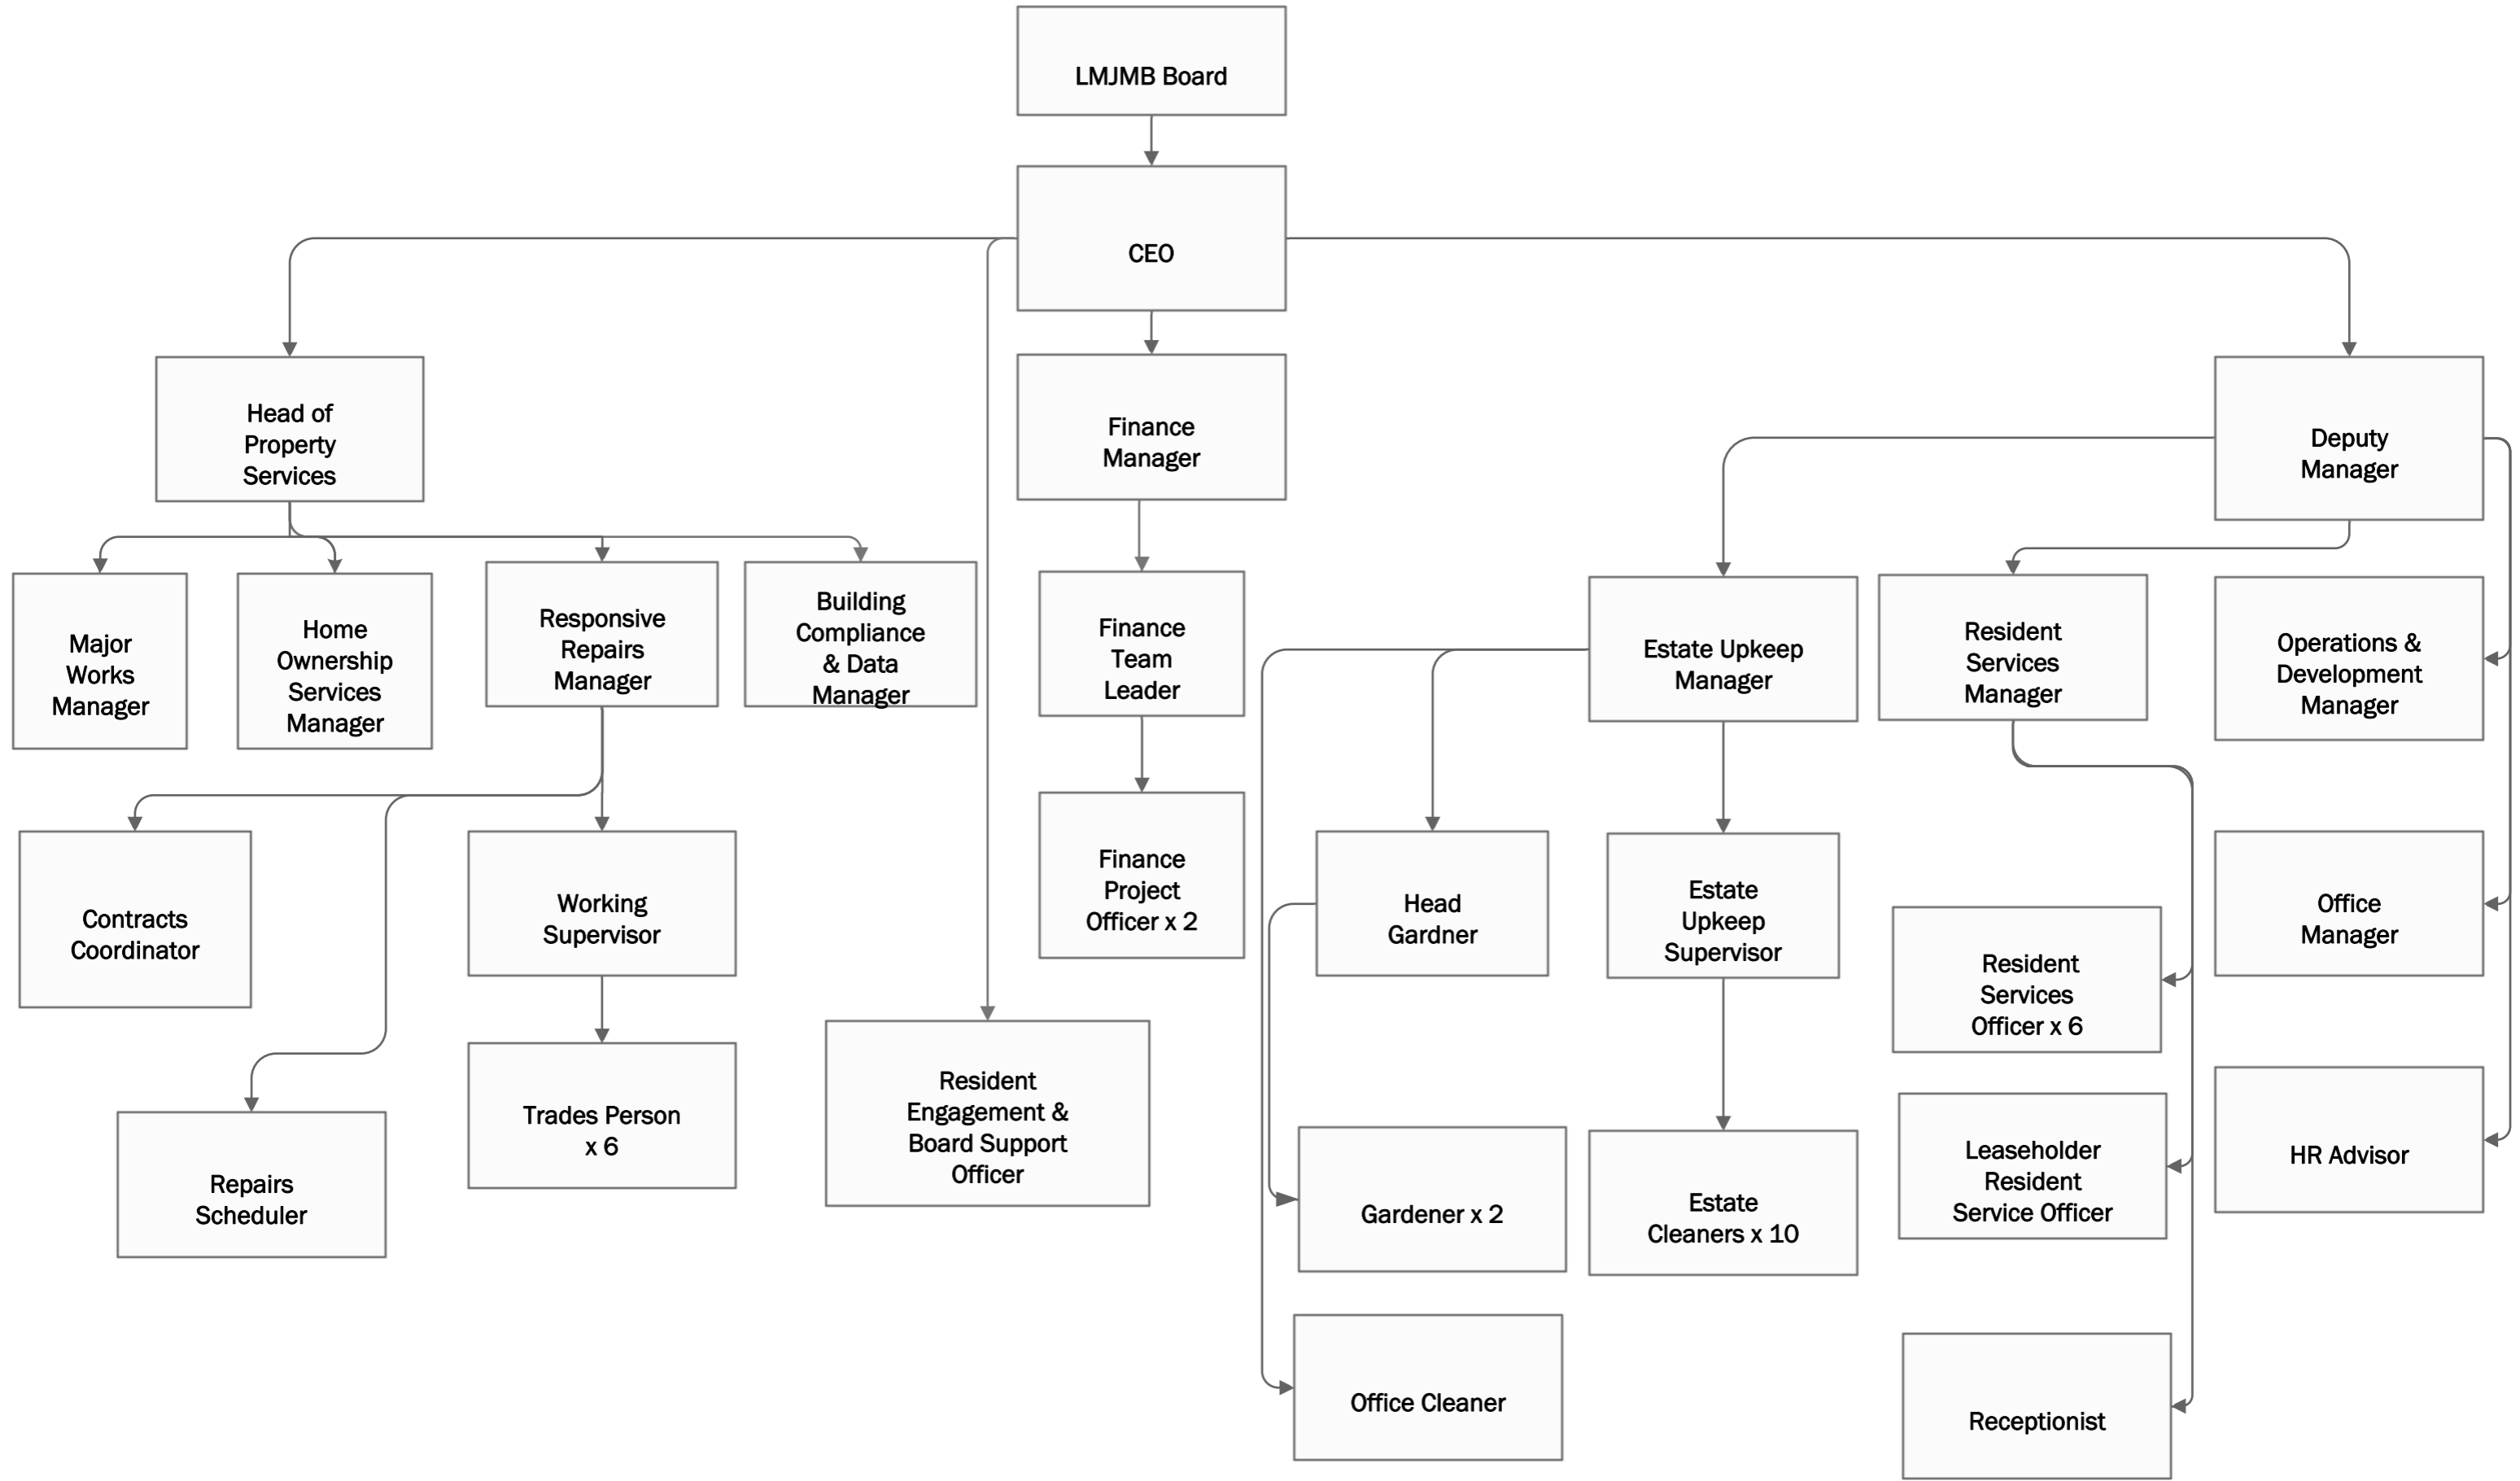 LMJMB Board
CEO
Head of
Property
Services
Finance
Manager
Deputy
Manager
Major
Works
Manager
Home
Ownership
Services
Manager
Responsive
Repairs
Manager
Building
Compliance
& Data
Manager
Finance
Team
Leader
Estate Upkeep
Manager
Resident
Services
Manager
Operations &
Development
Manager
Contracts
Coordinator
Working
Supervisor
Finance
Project
Officer x 2
Head
Gardner
Estate
Upkeep
Supervisor
Resident
Services
Officer x 6
Office
Manager
Repairs
Scheduler
Trades Person
x 6
Resident
Engagement &
Board Support
Officer
Gardener x 2
Estate
Cleaners x 10
Leaseholder
Resident
Service Officer
HR Advisor
Office Cleaner
Receptionist